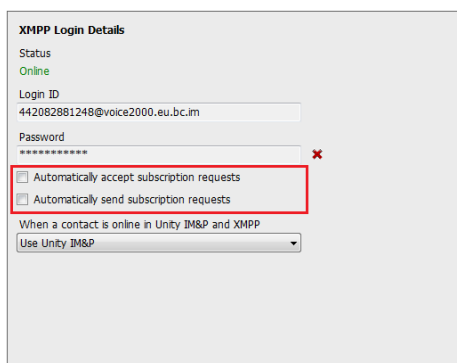 XMPP Login Details
Status
Online
Login ID
442082881248@voice2000.eu.bc.im
Password
***********
Automatically accept subscription requests
Automatically send subscription requests
When a contact is online in Unity IM&P and XMPP
Use Unity IM&P